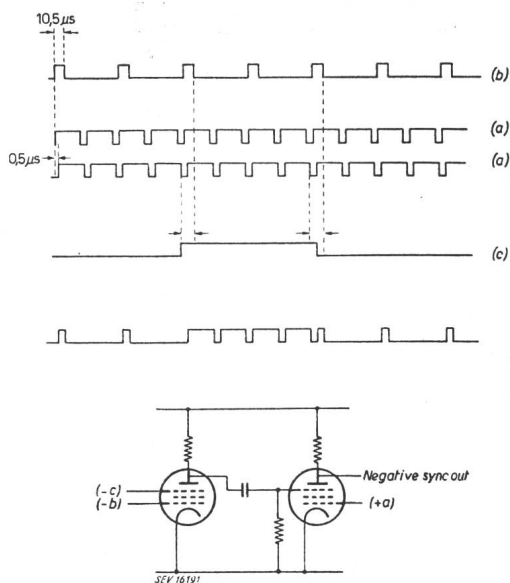 10,5 μs
(b)
(a)
0,5 μs
(a)
(c)
(-c)
(-b)
Negative sync out
(+a)
SEV 16191